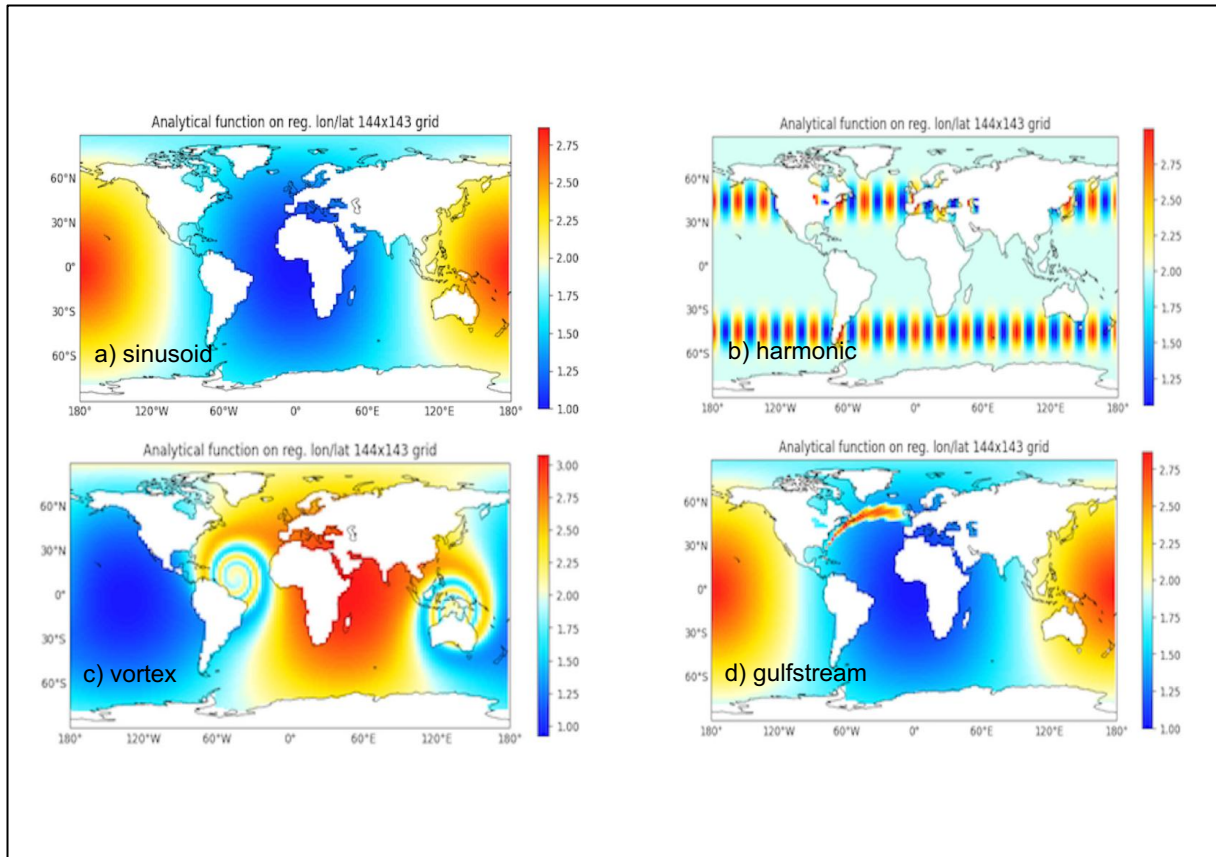 Analytical function on reg. lon/lat 144x143 grid
60°N
30°N
0°
30°S
60°S
180°
120°W
60°W
0°
60°E
120°E
180°
2.75
2.50
2.25
2.00
1.75
1.50
1.25
1.00
a) sinusoid
Analytical function on reg. lon/lat 144x143 grid
60°N
30°N
0°
30°S
60°S
180°
120°W
60°W
0°
60°E
120°E
180°
2.75
2.50
2.25
2.00
1.75
1.50
1.25
b) harmonic
Analytical function on reg. lon/lat 144x143 grid
60°N
30°N
0°
30°S
60°S
180°
120°W
60°W
0°
60°E
120°E
180°
3.00
2.75
2.50
2.25
2.00
1.75
1.50
1.25
1.00
c) vortex
Analytical function on reg. lon/lat 144x143 grid
60°N
30°N
0°
30°S
60°S
180°
120°W
60°W
0°
60°E
120°E
180°
2.75
2.50
2.25
2.00
1.75
1.50
1.25
1.00
d) gulfstream